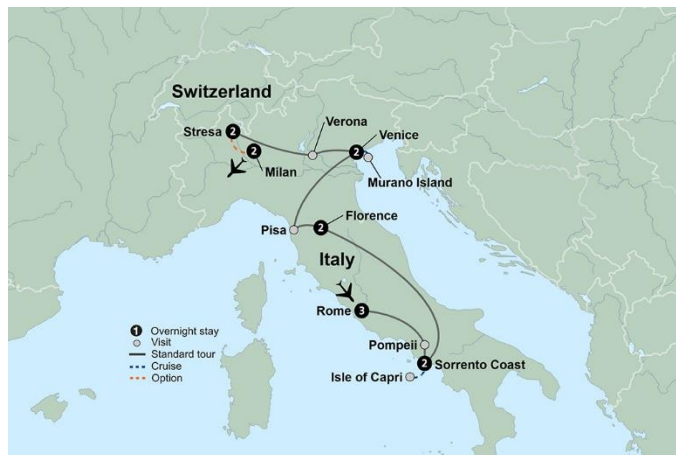 Switzerland
Stresa
2
Verona
Venice
2
2
Milan
Murano Island
Florence
2
Pisa
Italy
Rome
3
Pompeii
2
Sorrento Coast
Isle of Capri
1 Overnight stay
Visit
Standard tour
Cruise
Option